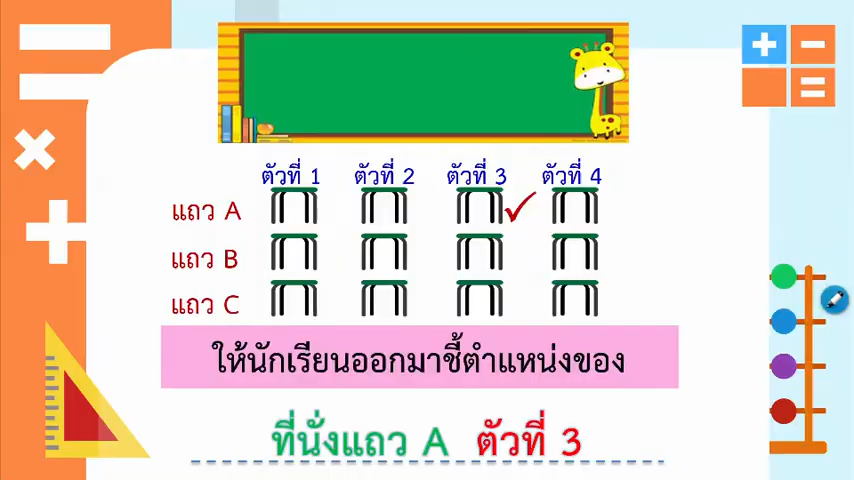 ตัวที่ 1 ตัวที่ 2 ตัวที่ 3 ตัวที่ 4
แถว A
แถว B
แถว C
ให้นักเรียนออกมาชี้ตำแหน่งของ
ที่นั่งแถว A ตัวที่ 3